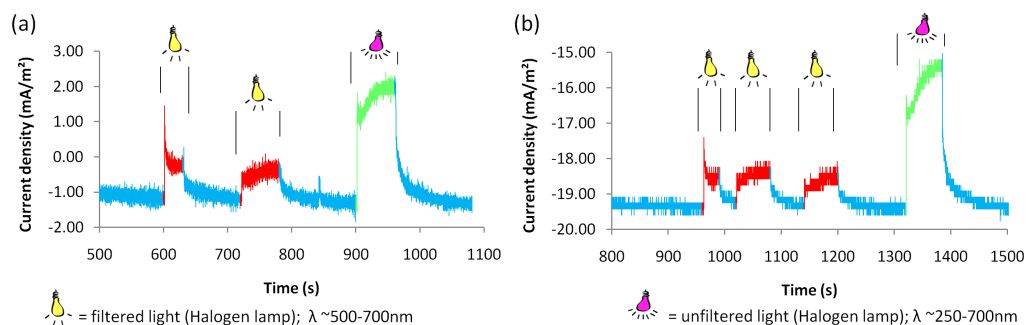 (a)
3.00
2.00
1.00
0.00
-1.00
-2.00
Current density (mA/m²)
500 600 700 800 900 1000 1100
Time (s)
= filtered light (Halogen lamp); λ ~500-700nm
(b)
-15.00
-16.00
-17.00
-18.00
-19.00
-20.00
Current density (mA/m²)
800 900 1000 1100 1200 1300 1400 1500
Time (s)
= unfiltered light (Halogen lamp); λ ~250-700nm